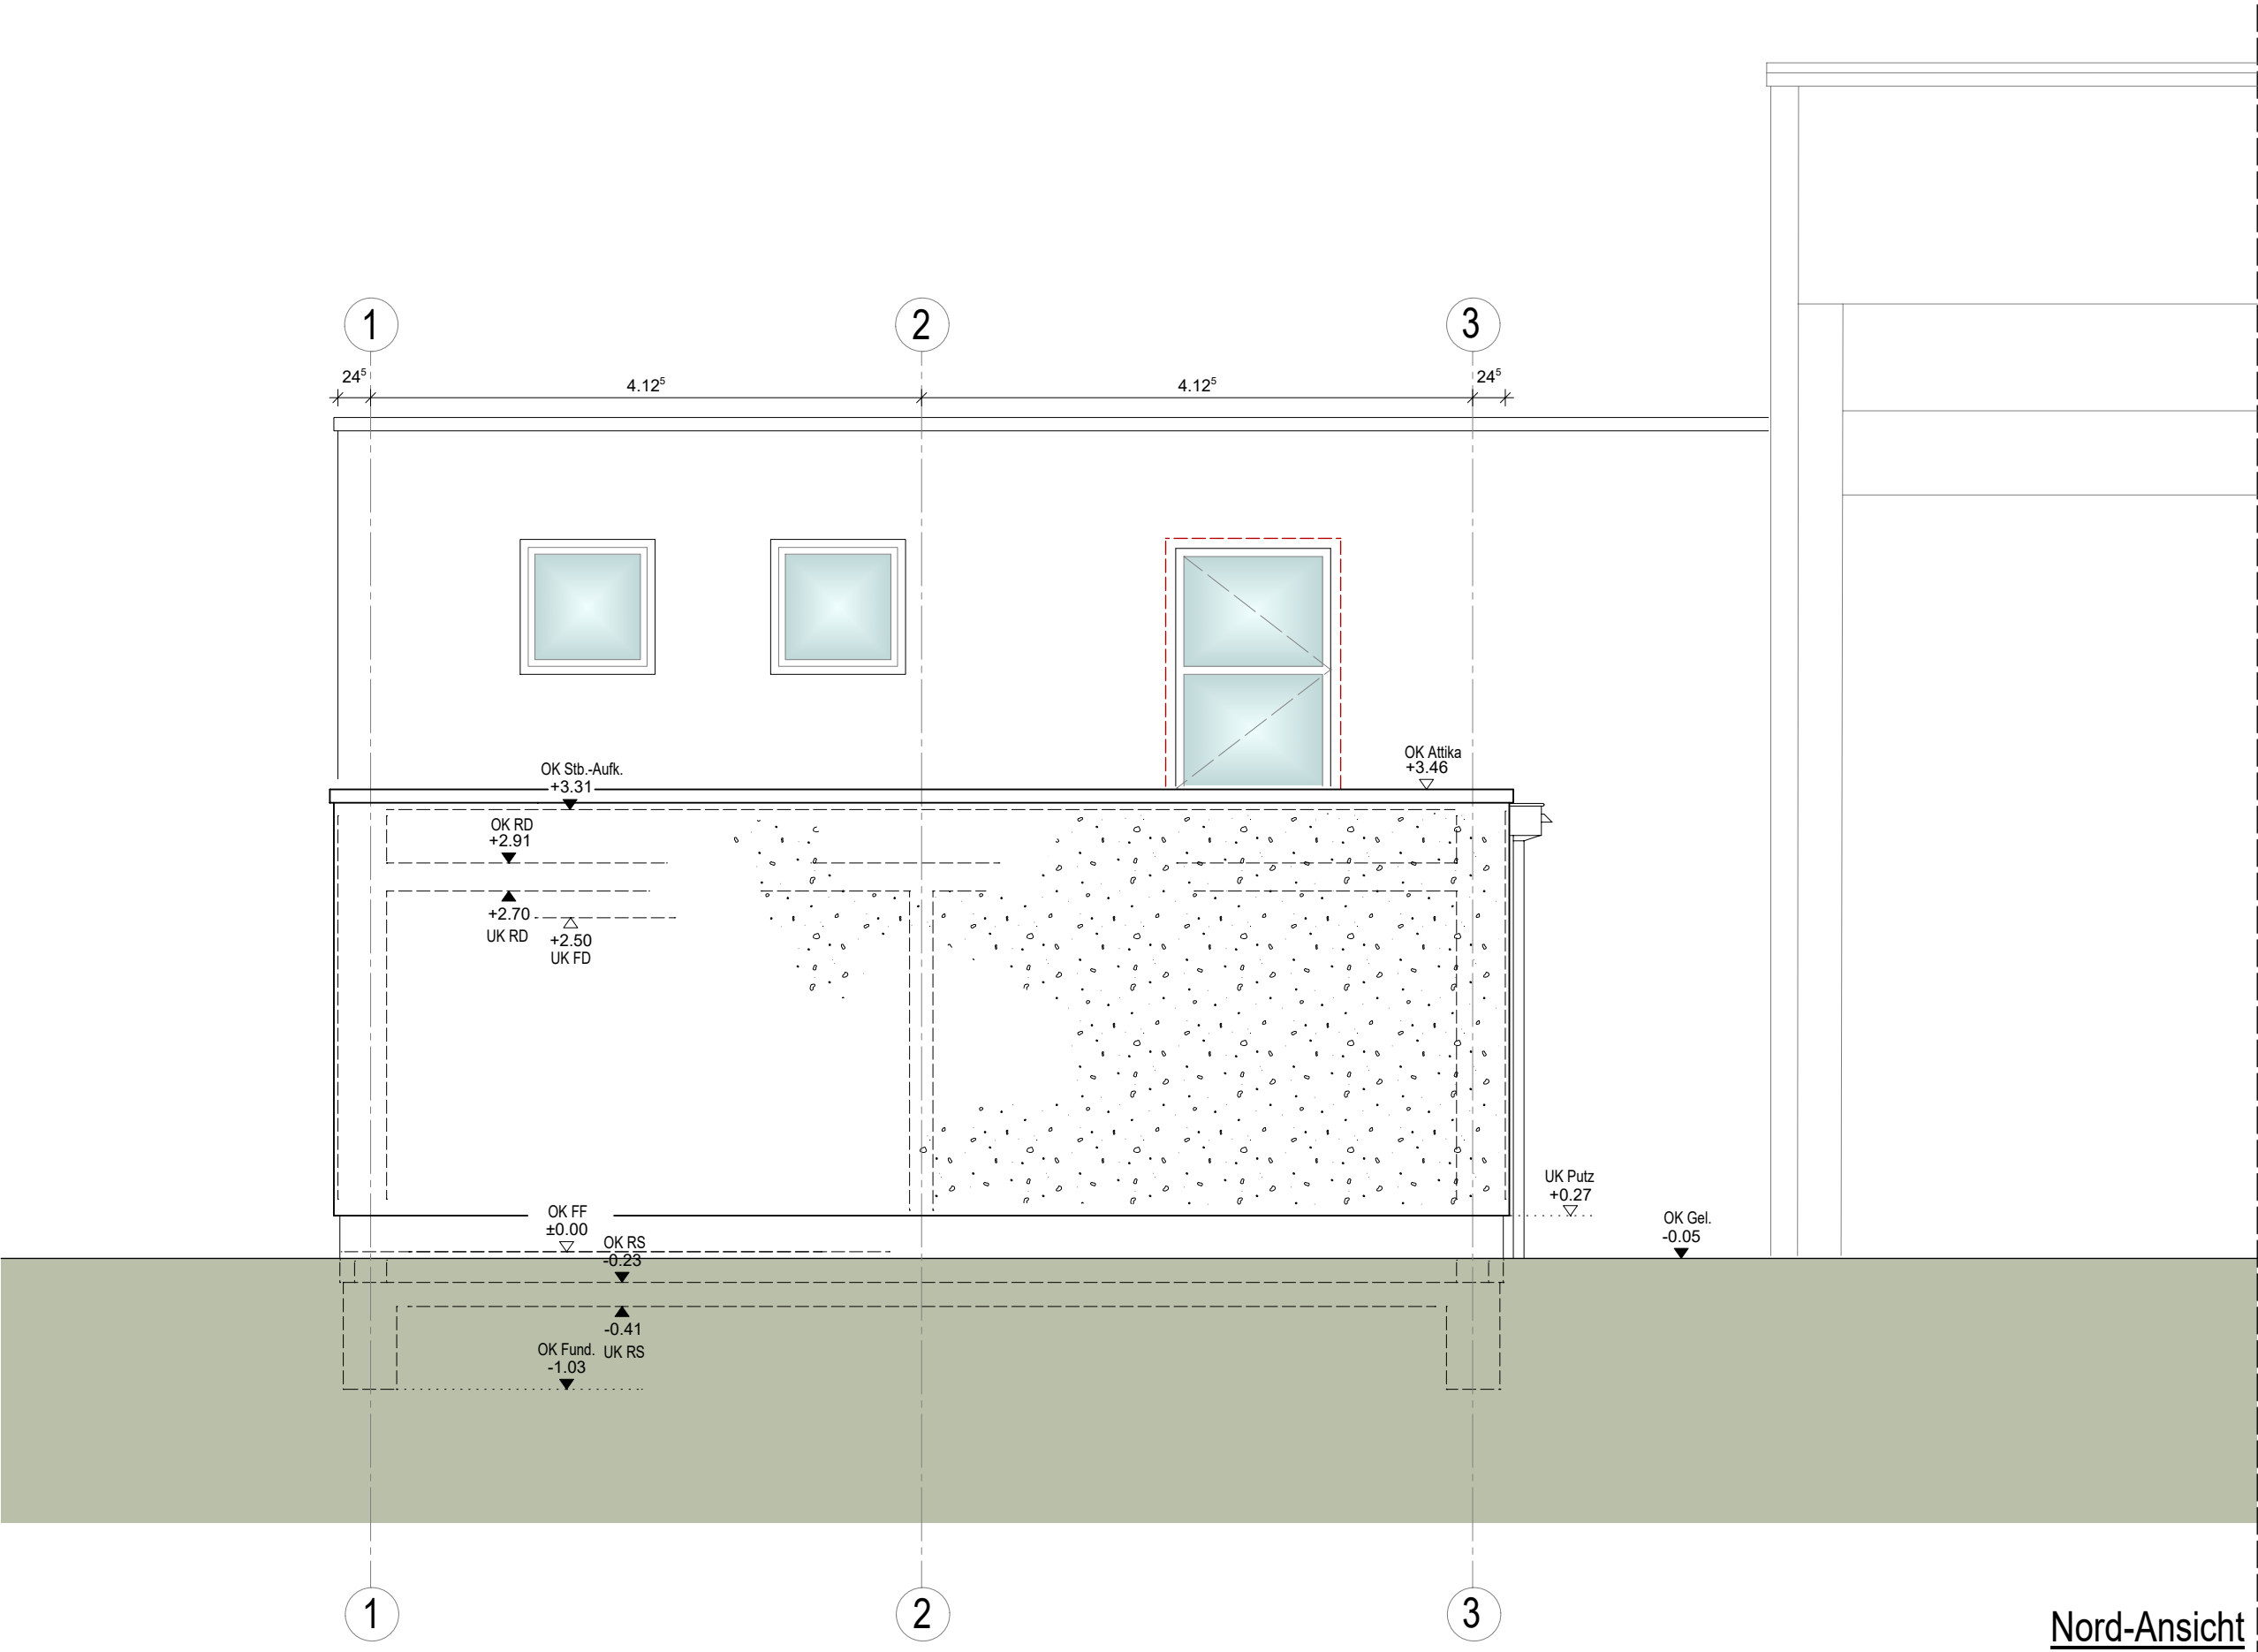 1
2
3
24⁵
4.12⁵
4.12⁵
24⁵
OK Attika
+3.46
OK Stb.-Aufk.
+3.31
OK RD
+2.91
+2.70
UK RD
+2.50
UK FD
UK Putz
+0.27
OK FF
±0.00
OK Gel.
-0.05
OK RS
-0.23
-0.41
UK RS
OK Fund.
-1.03
1
2
3
Nord-Ansicht